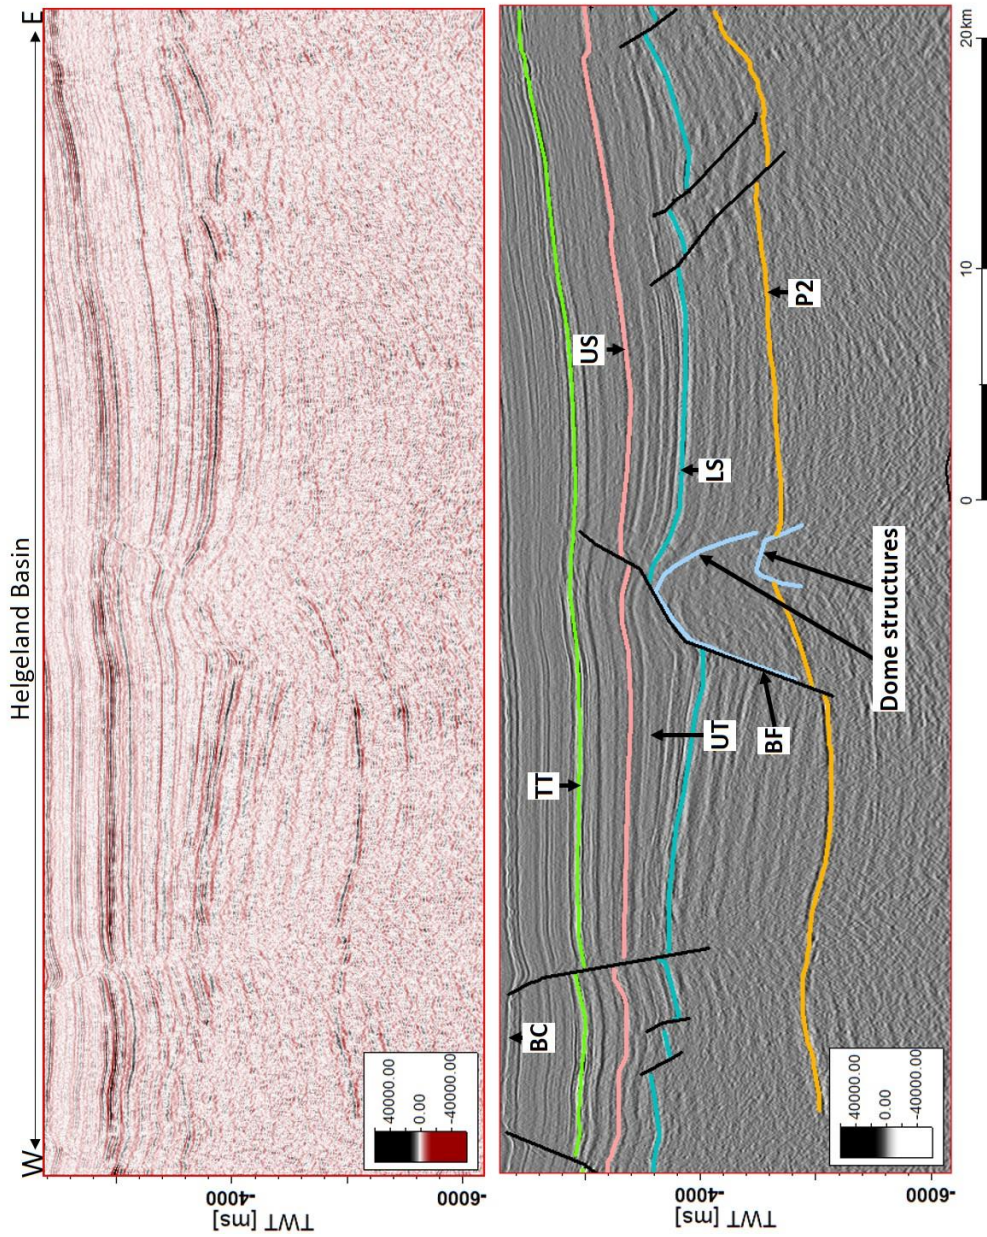 Helgeland Basin
W
E
TWT [ms]
-4000
-6000
40000.00
0.00
-40000.00
TWT [ms]
-4000
-6000
BC
TT
US
UT
LS
BF
P2
Dome structures
40000.00
0.00
-40000.00
0
10
20km